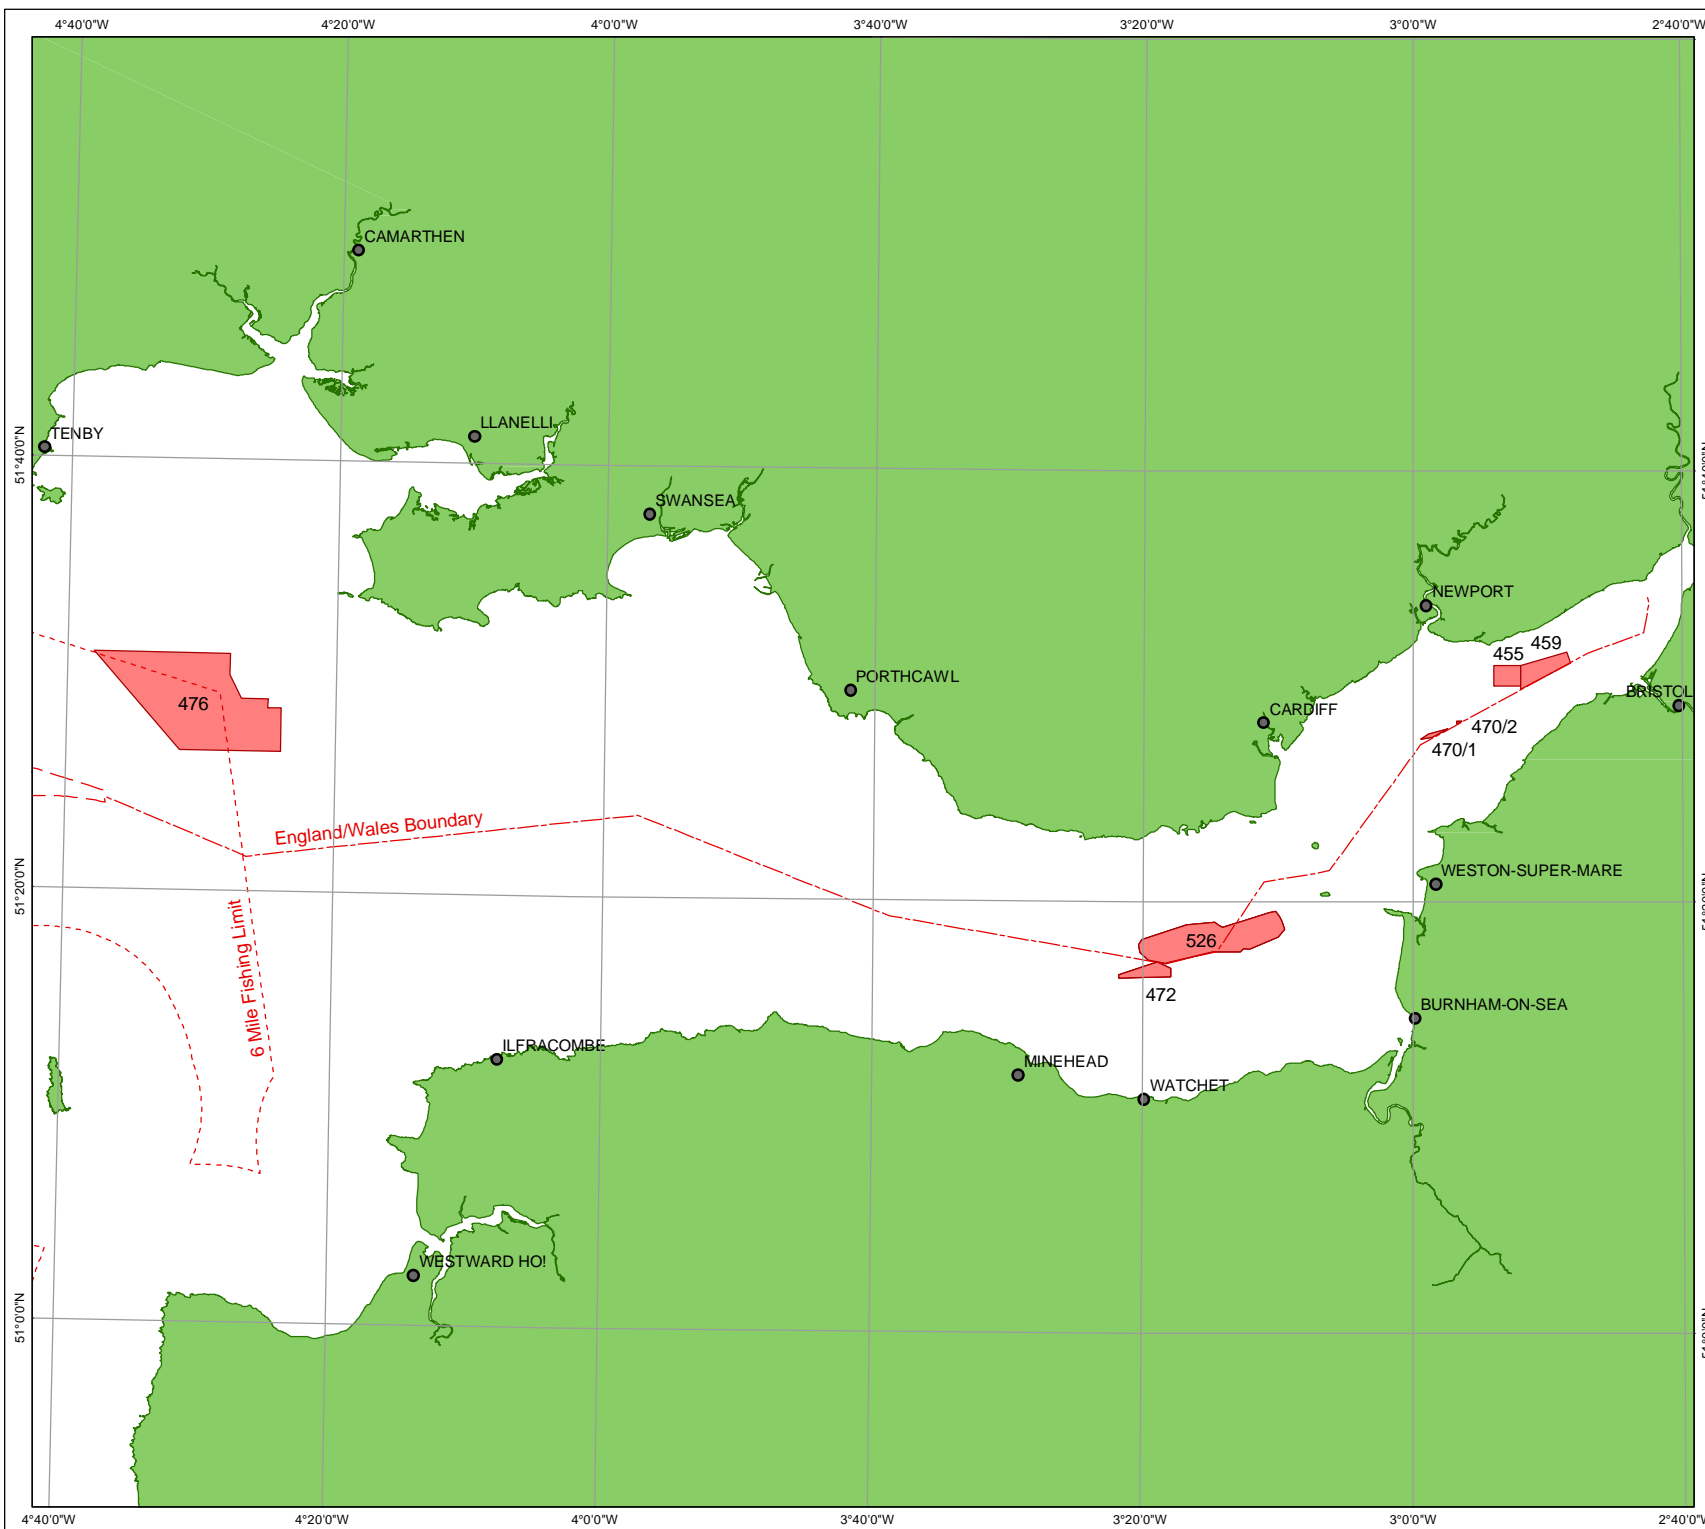 4°40'0"W
4°20'0"W
4°0'0"W
3°40'0"W
3°20'0"W
3°0'0"W
2°40'0"W
CAMARTHEN
LLANELLI
TENBY
51°40'0"N
SWANSEA
NEWPORT
459
455
476
PORTHCAWL
BRISTOL
CARDIFF
470/2
470/1
England/Wales Boundary
WESTON-SUPER-MARE
51°20'0"N
6 Mile Fishing Limit
526
472
BURNHAM-ON-SEA
ILFRACOMBE
MINEHEAD
WATCHET
WESTWARD HO!
51°0'0"N
4°40'0"W
4°20'0"W
4°0'0"W
3°40'0"W
3°20'0"W
3°0'0"W
2°40'0"W